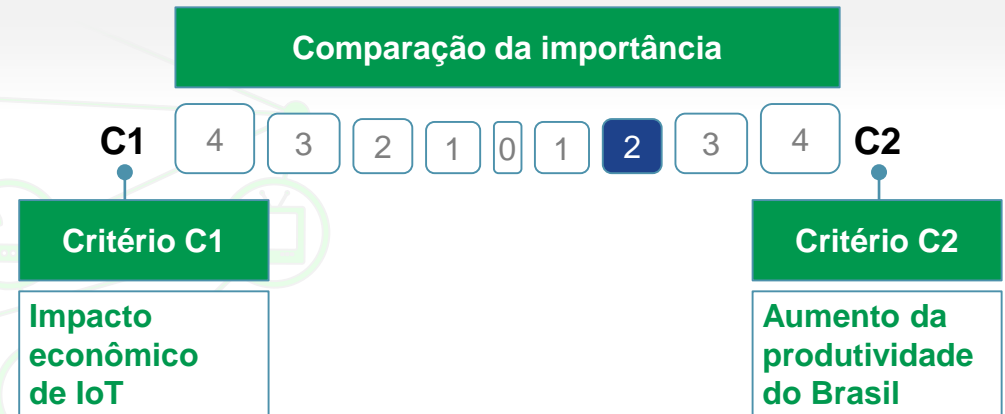 Comparação da importância
C1 4 3 2 1 0 1 2 3 4 C2
Critério C1
Critério C2
Impacto
econômico
de IoT
Aumento da
produtividade
do Brasil